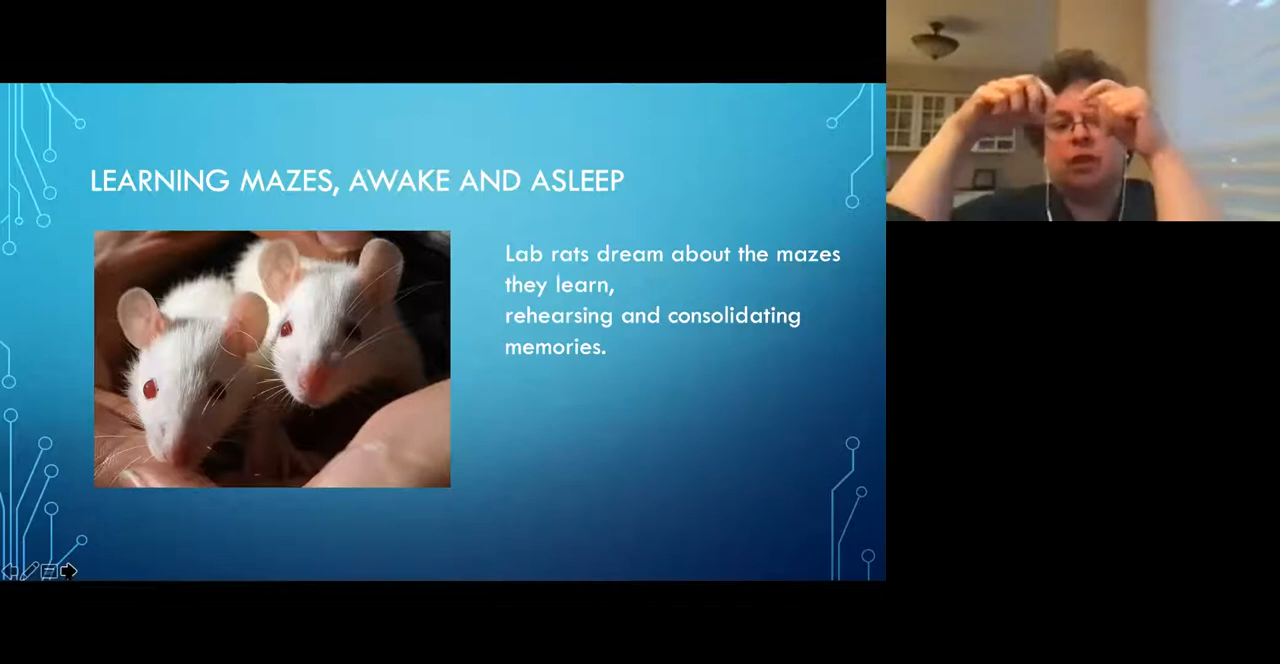 LEARNING MAZES, AWAKE AND ASLEEP
Lab rats dream about the mazes
they learn,
rehearsing and consolidating
memories.